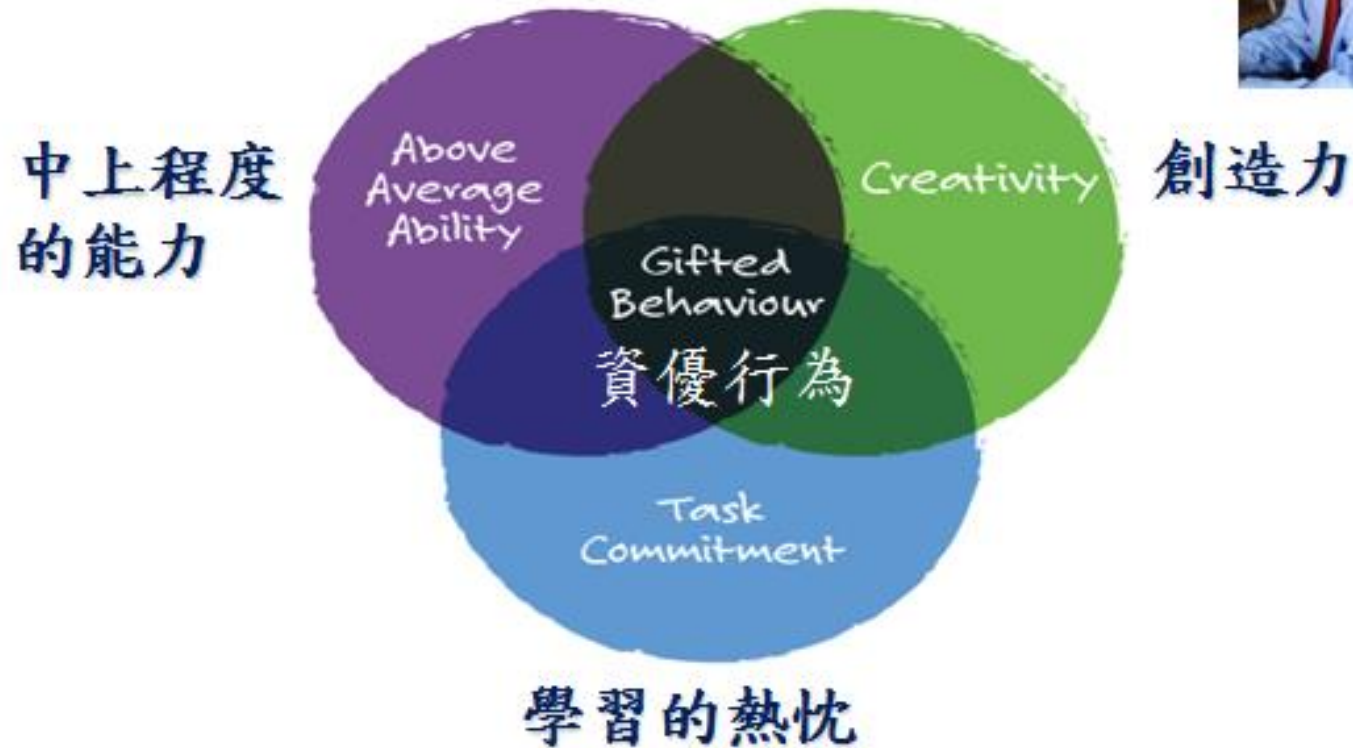 中上程度
的能力
Above
Average
Ability
Creativity
創造力
Gifted
Behaviour
資優行為
Task
Commitment
學習的熱忱